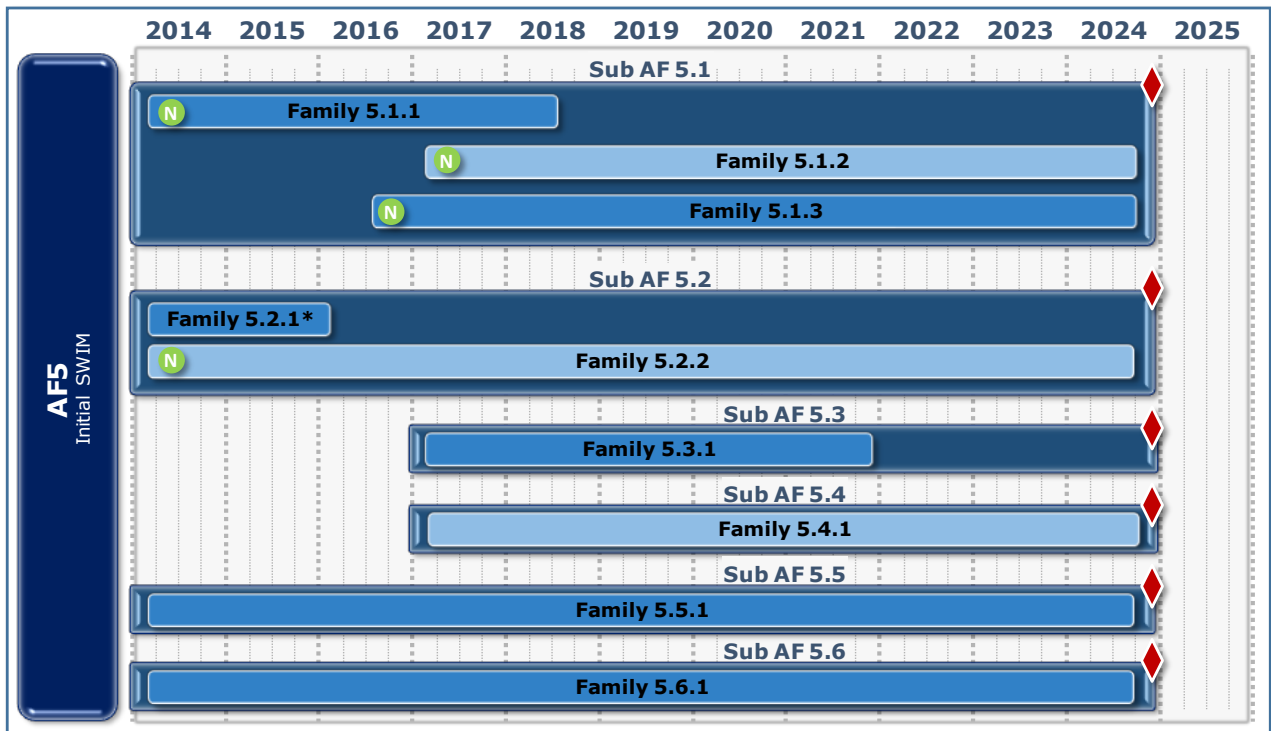 2014 2015 2016 2017 2018 2019 2020 2021 2022 2023 2024 2025
AF5
Initial SWIM
Sub AF 5.1
N Family 5.1.1
N Family 5.1.2
N Family 5.1.3
Sub AF 5.2
Family 5.2.1*
N Family 5.2.2
Sub AF 5.3
Family 5.3.1
Sub AF 5.4
Family 5.4.1
Sub AF 5.5
Family 5.5.1
Sub AF 5.6
Family 5.6.1